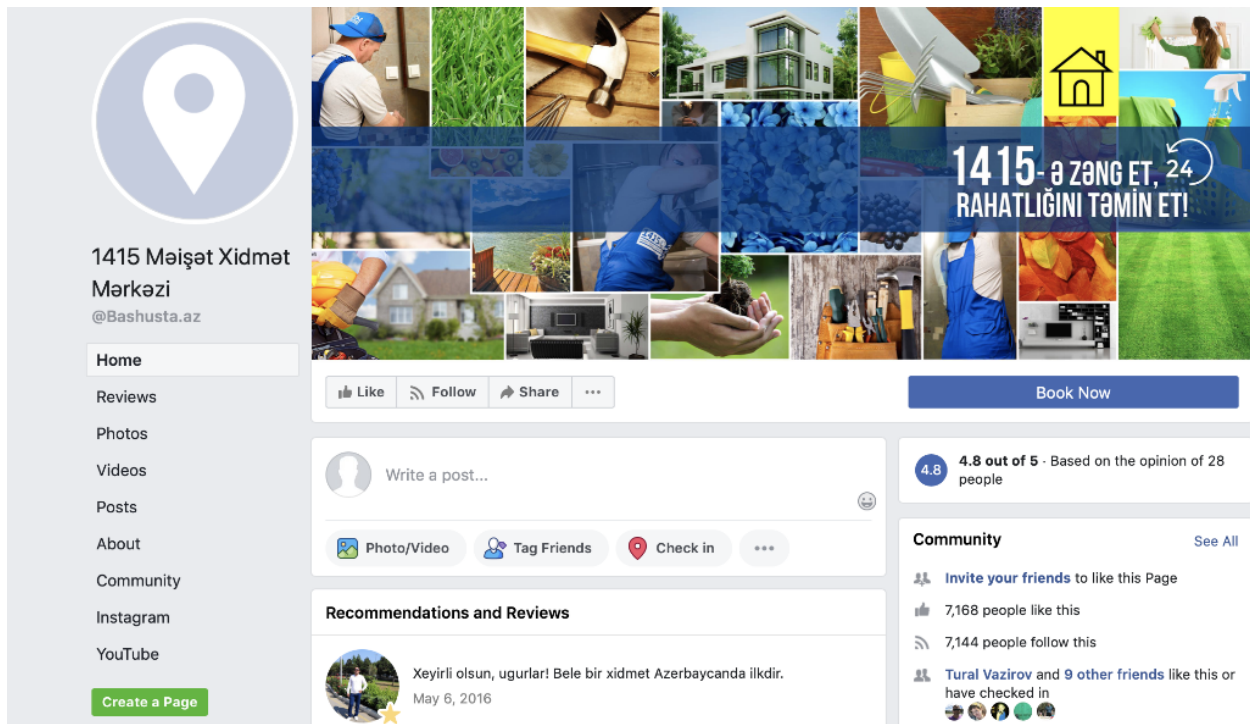 1415 Məişət Xidmət
Mərkəzi
@Bashusta.az
Home
Reviews
Photos
Videos
Posts
About
Community
Instagram
YouTube
Create a Page
1415- Ə ZƏNG ET, 24
RAHATLIĞINI TƏMİN ET!
Like Follow Share ...
Book Now
Write a post...
Photo/Video Tag Friends Check in ...
Recommendations and Reviews
Xeyirli olsun, ugurlar! Bele bir xidmet Azerbaycanda ilkdir.
May 6, 2016
4.8 4.8 out of 5 · Based on the opinion of 28
people
Community See All
Invite your friends to like this Page
7,168 people like this
7,144 people follow this
Tural Vazirov and 9 other friends like this or
have checked in